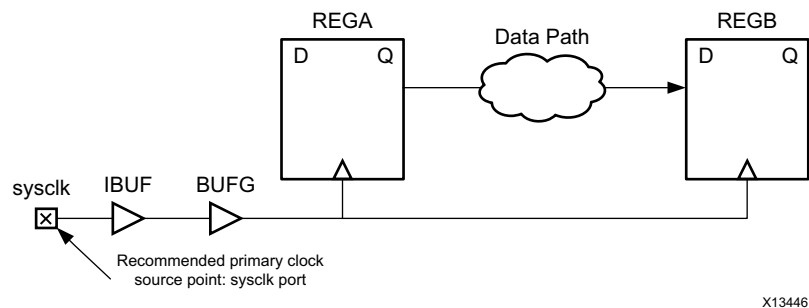 REGA
REGB
Data Path
D
Q
D
Q
sysclk
IBUF
BUFG
Recommended primary clock
source point: sysclk port
X13446